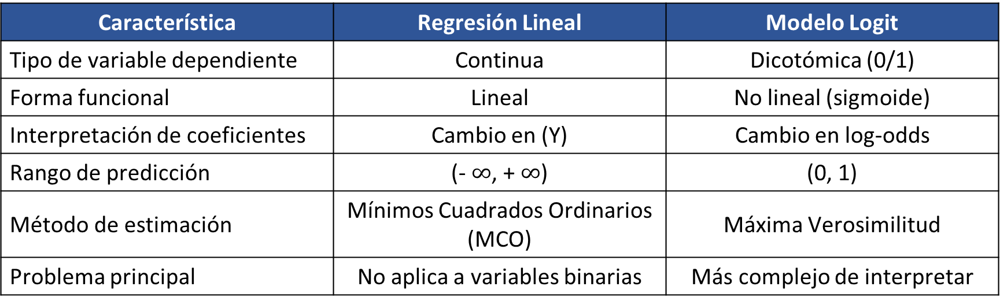 Característica
Regresión Lineal
Modelo Logit
Tipo de variable dependiente
Continua
Dicotómica (0/1)
Forma funcional
Lineal
No lineal (sigmoide)
Interpretación de coeficientes
Cambio en (Y)
Cambio en log-odds
Rango de predicción
(- ∞, + ∞)
(0, 1)
Método de estimación
Mínimos Cuadrados Ordinarios
(MCO)
Máxima Verosimilitud
Problema principal
No aplica a variables binarias
Más complejo de interpretar